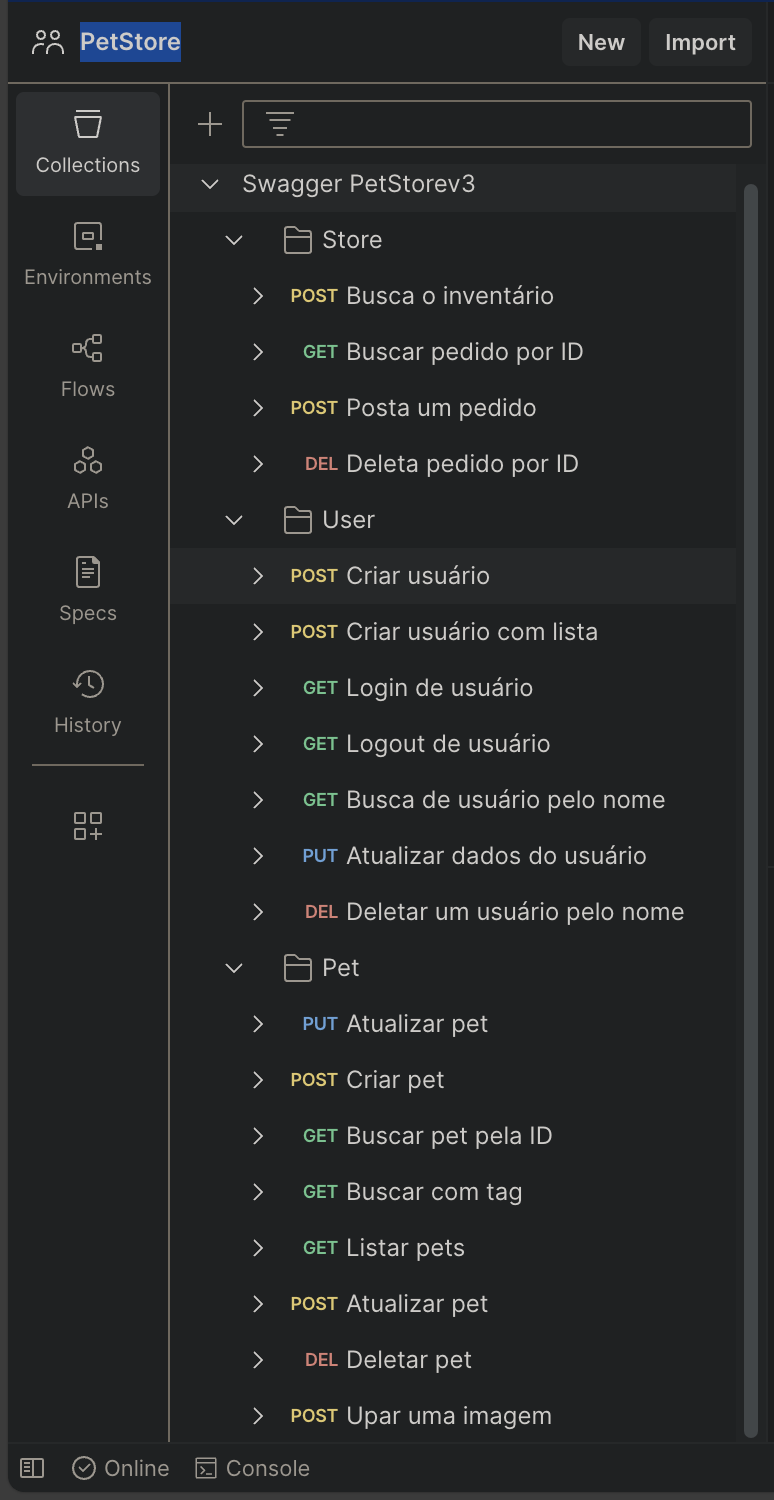 PetStore
New
Import
Collections
Environments
Flows
APIs
Specs
History
Swagger PetStorev3
Store
POST Busca o inventário
GET Buscar pedido por ID
POST Posta um pedido
DEL Deleta pedido por ID
User
POST Criar usuário
POST Criar usuário com lista
GET Login de usuário
GET Logout de usuário
GET Busca de usuário pelo nome
PUT Atualizar dados do usuário
DEL Deletar um usuário pelo nome
Pet
PUT Atualizar pet
POST Criar pet
GET Buscar pet pela ID
GET Buscar com tag
GET Listar pets
POST Atualizar pet
DEL Deletar pet
POST Upar uma imagem
Online
Console